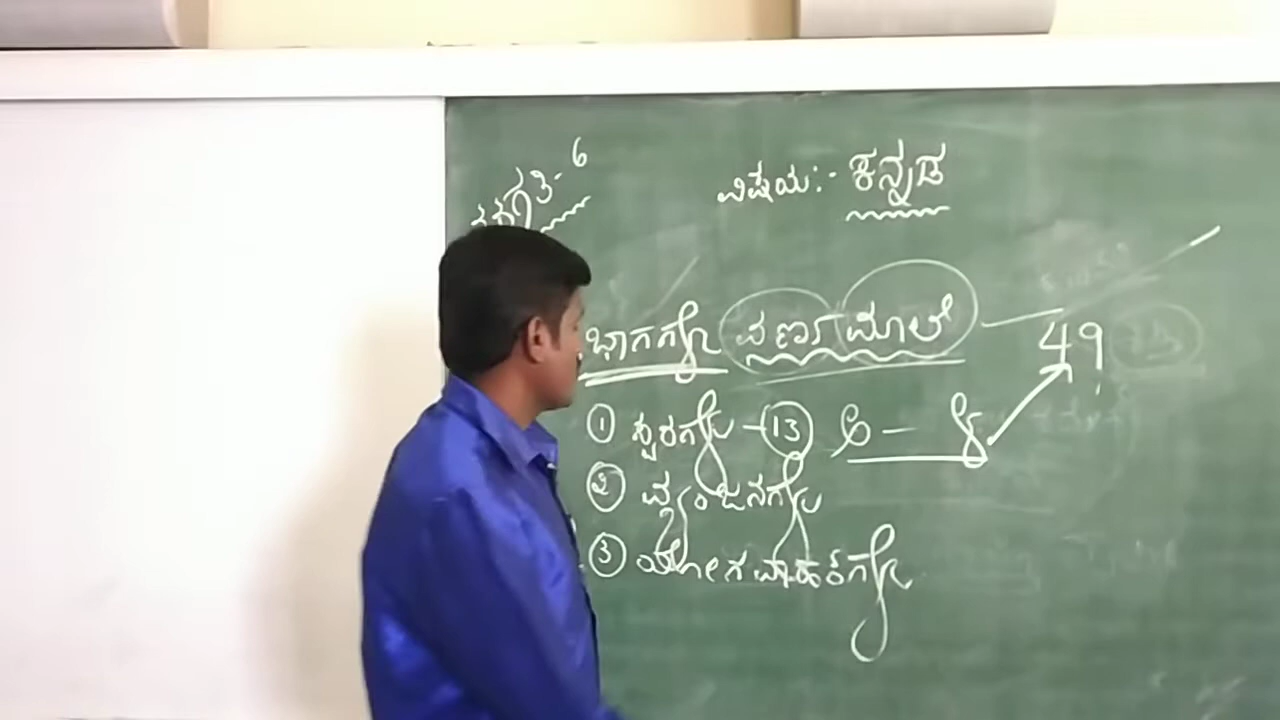 ತರಗತಿ- 6
ವಿಷಯ:- ಕನ್ನಡ
ಭಾಗಗಳು ವರ್ಣಮಾಲೆ — 49
① ಸ್ವರಗಳು - 13 ಅ — ಳ
② ವ್ಯಂಜನಗಳು
③ ಯೋಗವಾಹಕಗಳು